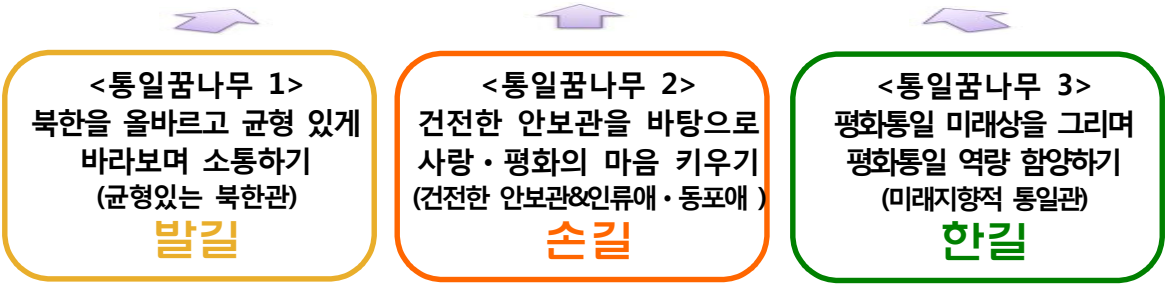 <통일꿈나무 1>
북한을 올바르고 균형 있게
바라보며 소통하기
(균형있는 북한관)
발길
<통일꿈나무 2>
건전한 안보관을 바탕으로
사랑・평화의 마음 키우기
(건전한 안보관&인류애・동포애 )
손길
<통일꿈나무 3>
평화통일 미래상을 그리며
평화통일 역량 함양하기
(미래지향적 통일관)
한길